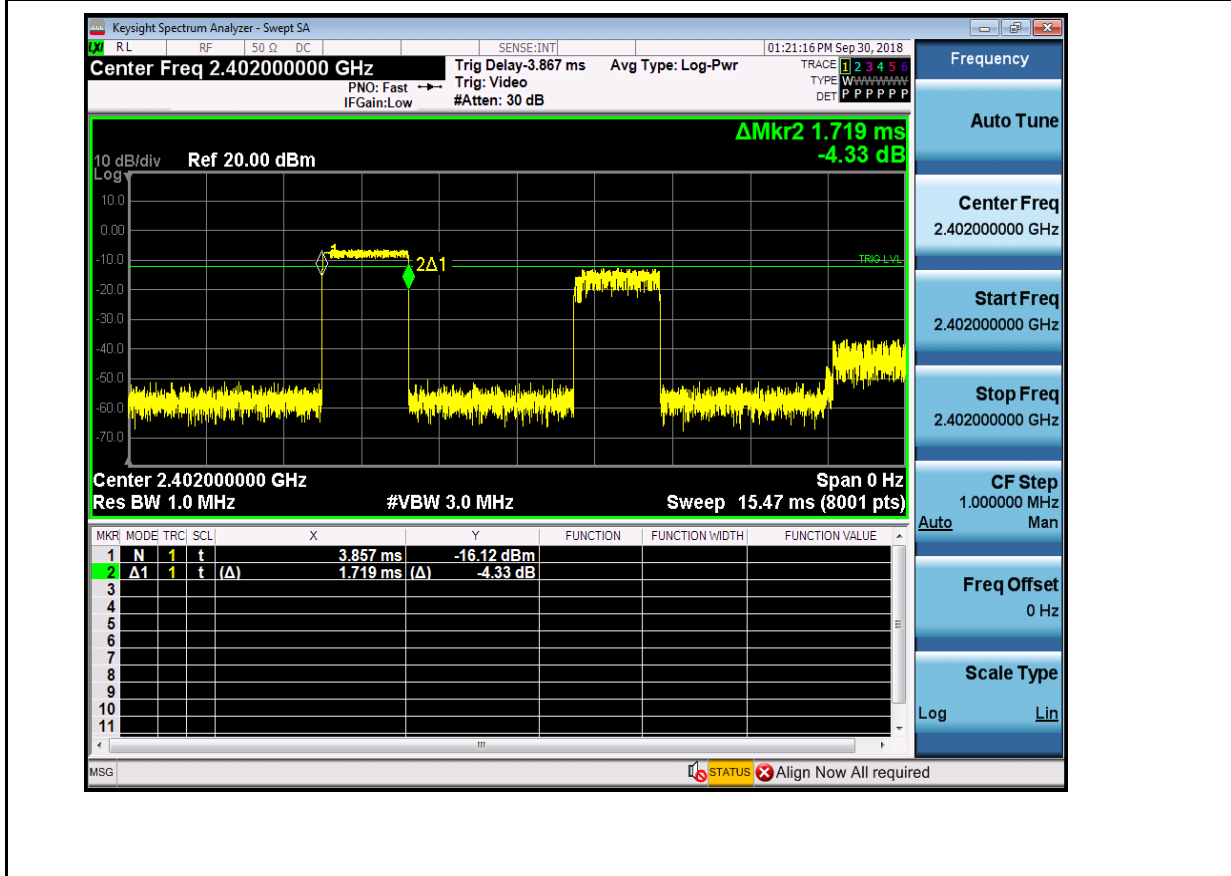 Keysight Spectrum Analyzer - Swept SA
LXI RL RF 50 Ω DC SENSE:INT 01:21:16 PM Sep 30, 2018
Center Freq 2.402000000 GHz
PNO: Fast
IFGain:Low
Trig Delay-3.867 ms
Trig: Video
#Atten: 30 dB
Avg Type: Log-Pwr
TRACE 1 2 3 4 5 6
TYPE WWWWWW
DET P P P P P P
ΔMkr2 1.719 ms
-4.33 dB
10 dB/div Ref 20.00 dBm
Log
10.0
0.00
-10.0
-20.0
-30.0
-40.0
-50.0
-60.0
-70.0
1
2Δ1
TRIG LVL
Center 2.402000000 GHz Span 0 Hz
Res BW 1.0 MHz #VBW 3.0 MHz Sweep 15.47 ms (8001 pts)
MKR MODE TRC SCL X Y FUNCTION FUNCTION WIDTH FUNCTION VALUE
1 N 1 t 3.857 ms -16.12 dBm
2 Δ1 1 t (Δ) 1.719 ms (Δ) -4.33 dB
3
4
5
6
7
8
9
10
11
MSG STATUS Align Now All required
Frequency
Auto Tune
Center Freq
2.402000000 GHz
Start Freq
2.402000000 GHz
Stop Freq
2.402000000 GHz
CF Step
1.000000 MHz
Auto Man
Freq Offset
0 Hz
Scale Type
Log Lin